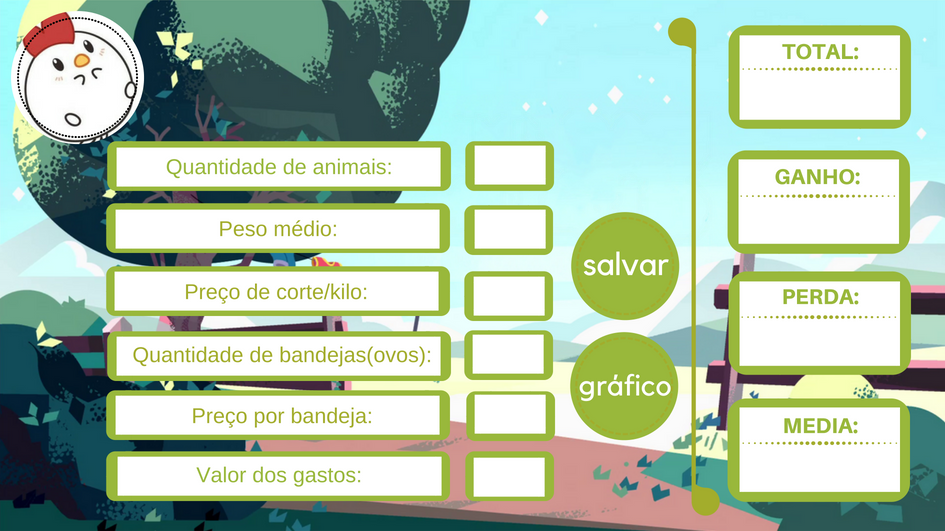 Quantidade de animais:
Peso médio:
Preço de corte/kilo:
Quantidade de bandejas(ovos):
Preço por bandeja:
Valor dos gastos:
salvar
gráfico
TOTAL:
GANHO:
PERDA:
MEDIA: